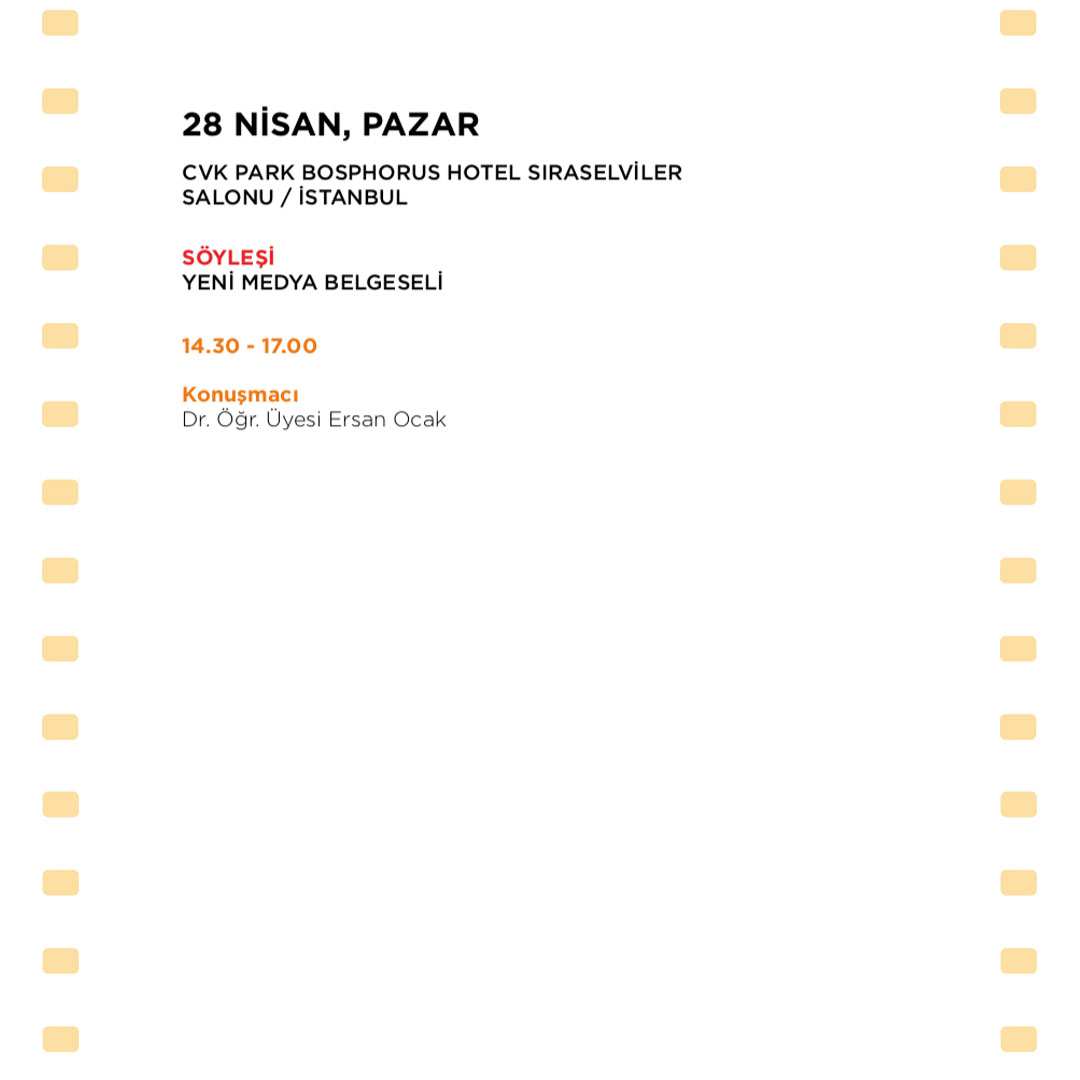 28 NİSAN, PAZAR
CVK PARK BOSPHORUS HOTEL SIRASELVİLER
SALONU / İSTANBUL
SÖYLEŞİ
YENİ MEDYA BELGESELİ
14.30 - 17.00
Konuşmacı
Dr. Öğr. Üyesi Ersan Ocak